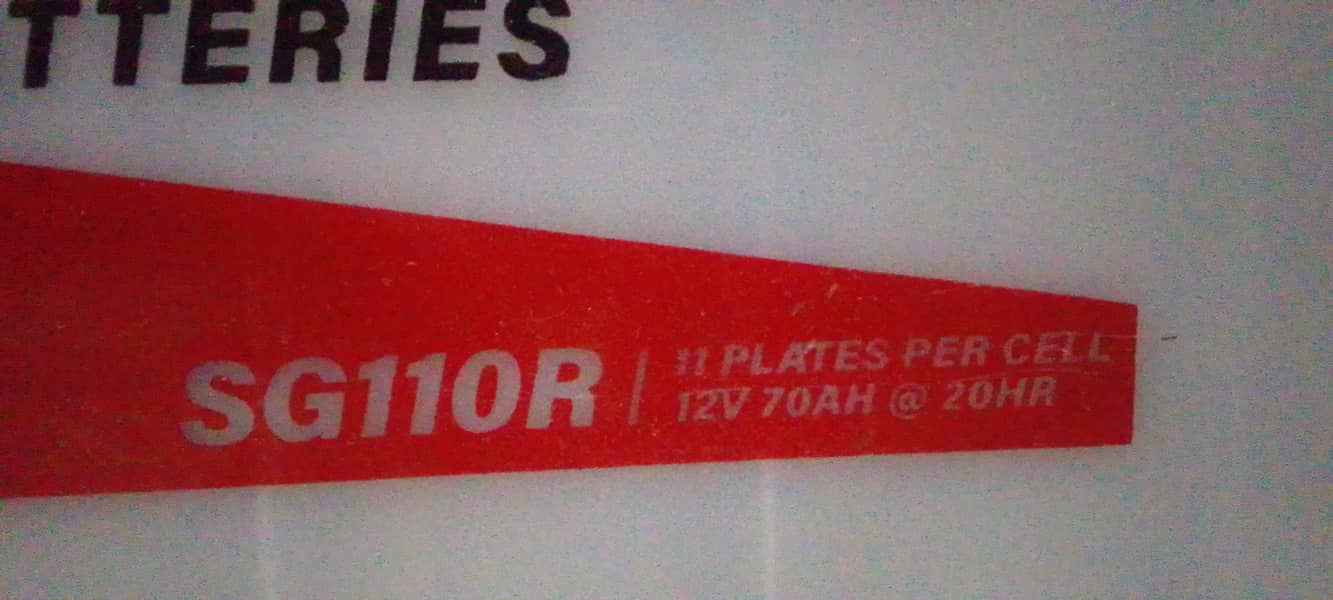 TTERIES
SG110R | 11 PLATES PER CELL
12V 70AH @ 20HR